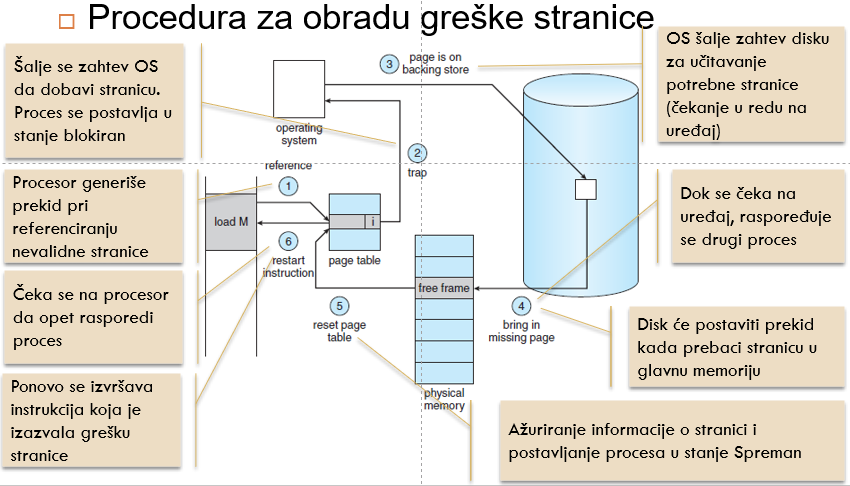 Procedura za obradu greške stranice
Šalje se zahtev OS
da dobavi stranicu.
Proces se postavlja u
stanje blokiran
operating
system
3
page is on
backing store
OS šalje zahtev disku
za učitavanje
potrebne stranice
(čekanje u redu na
uređaj)
2
trap
Procesor generiše
prekid pri
referenciranju
nevalidne stranice
reference
1
load M
i
page table
6
restart
instruction
Dok se čeka na
uređaj, raspoređuje
se drugi proces
Čeka se na procesor
da opet rasporedi
proces
free frame
5
reset page
table
4
bring in
missing page
Disk će postaviti prekid
kada prebaci stranicu u
glavnu memoriju
Ponovo se izvršava
instrukcija koja je
izazvala grešku
stranice
physical
memory
Ažuriranje informacije o stranici i
postavljanje procesa u stanje Spreman